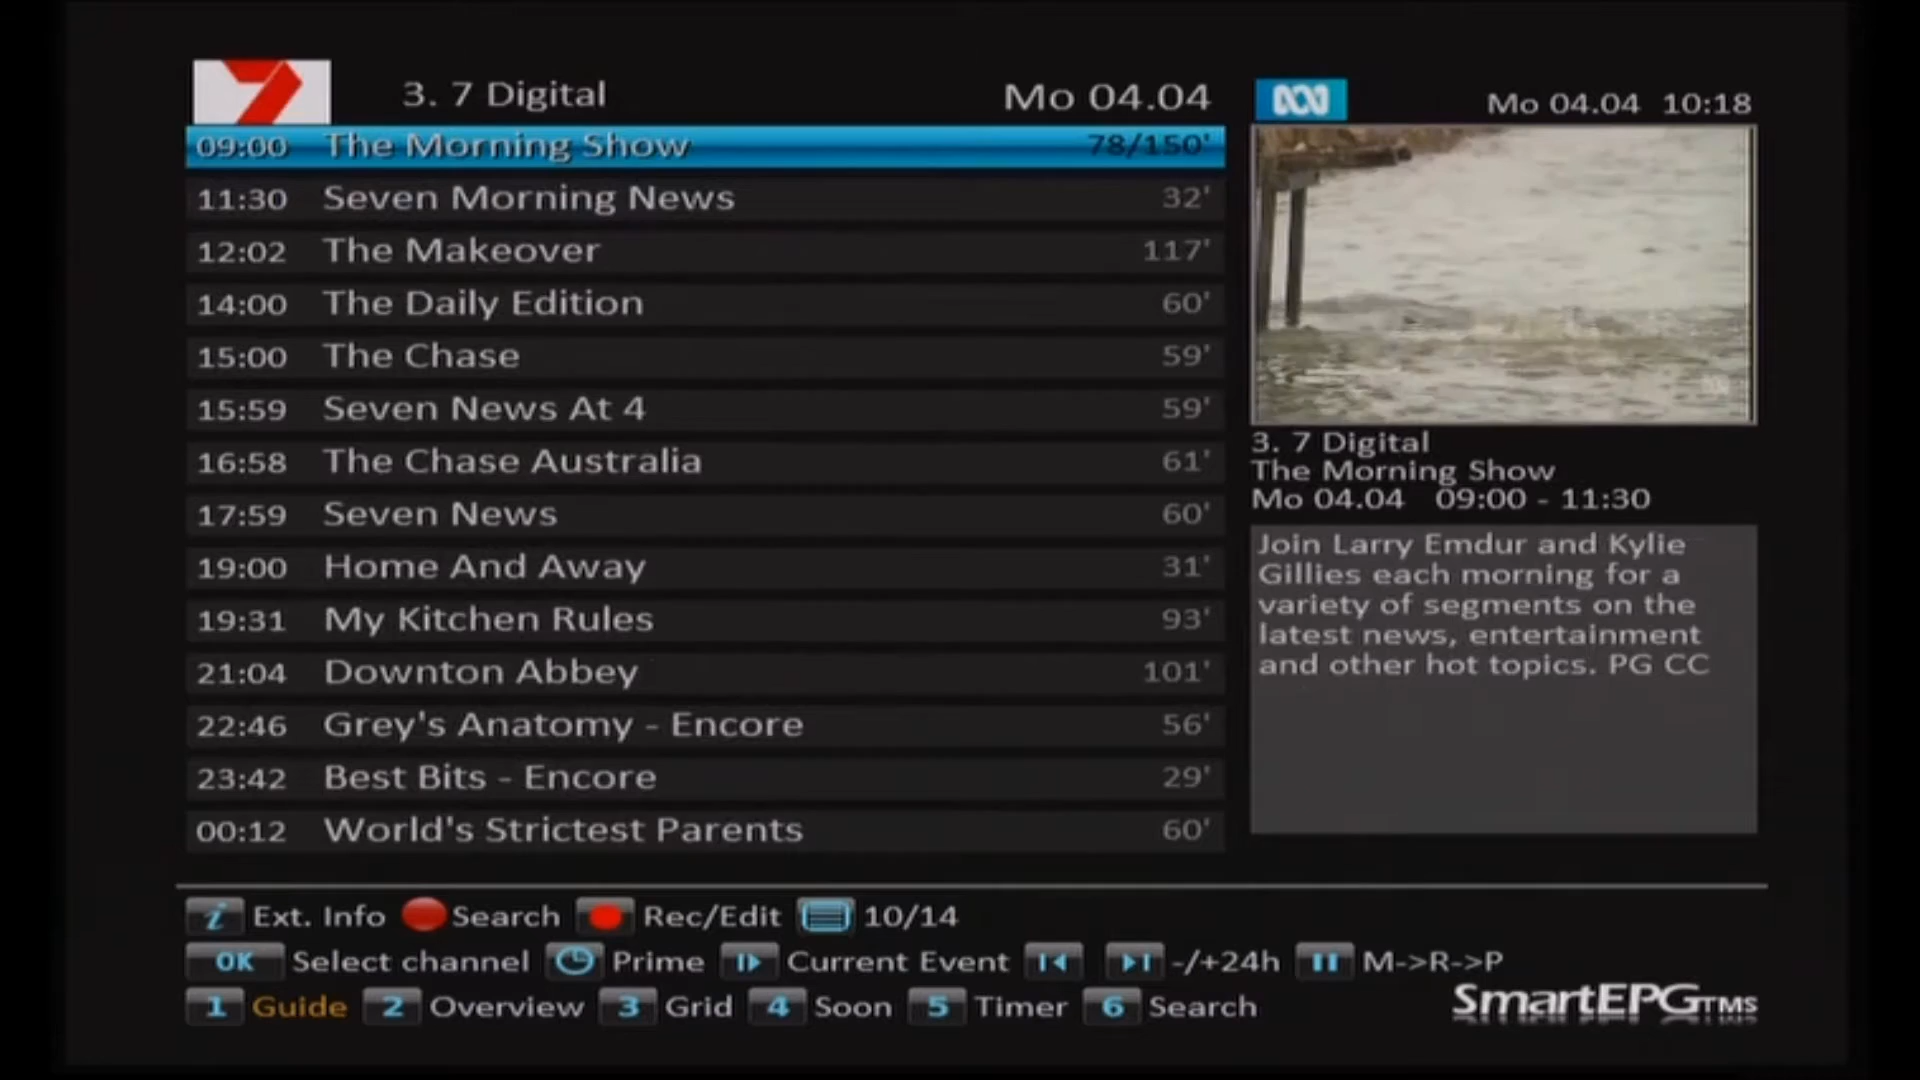 3. 7 Digital Mo 04.04
09:00 The Morning Show 78/150'
11:30 Seven Morning News 32'
12:02 The Makeover 117'
14:00 The Daily Edition 60'
15:00 The Chase 59'
15:59 Seven News At 4 59'
16:58 The Chase Australia 61'
17:59 Seven News 60'
19:00 Home And Away 31'
19:31 My Kitchen Rules 93'
21:04 Downton Abbey 101'
22:46 Grey's Anatomy - Encore 56'
23:42 Best Bits - Encore 29'
00:12 World's Strictest Parents 60'
Mo 04.04 10:18
3. 7 Digital
The Morning Show
Mo 04.04 09:00 - 11:30
Join Larry Emdur and Kylie
Gillies each morning for a
variety of segments on the
latest news, entertainment
and other hot topics. PG CC
i Ext. Info Search Rec/Edit 10/14
OK Select channel Prime Current Event -/+24h M->R->P
1 Guide 2 Overview 3 Grid 4 Soon 5 Timer 6 Search
SmartEPG TMS